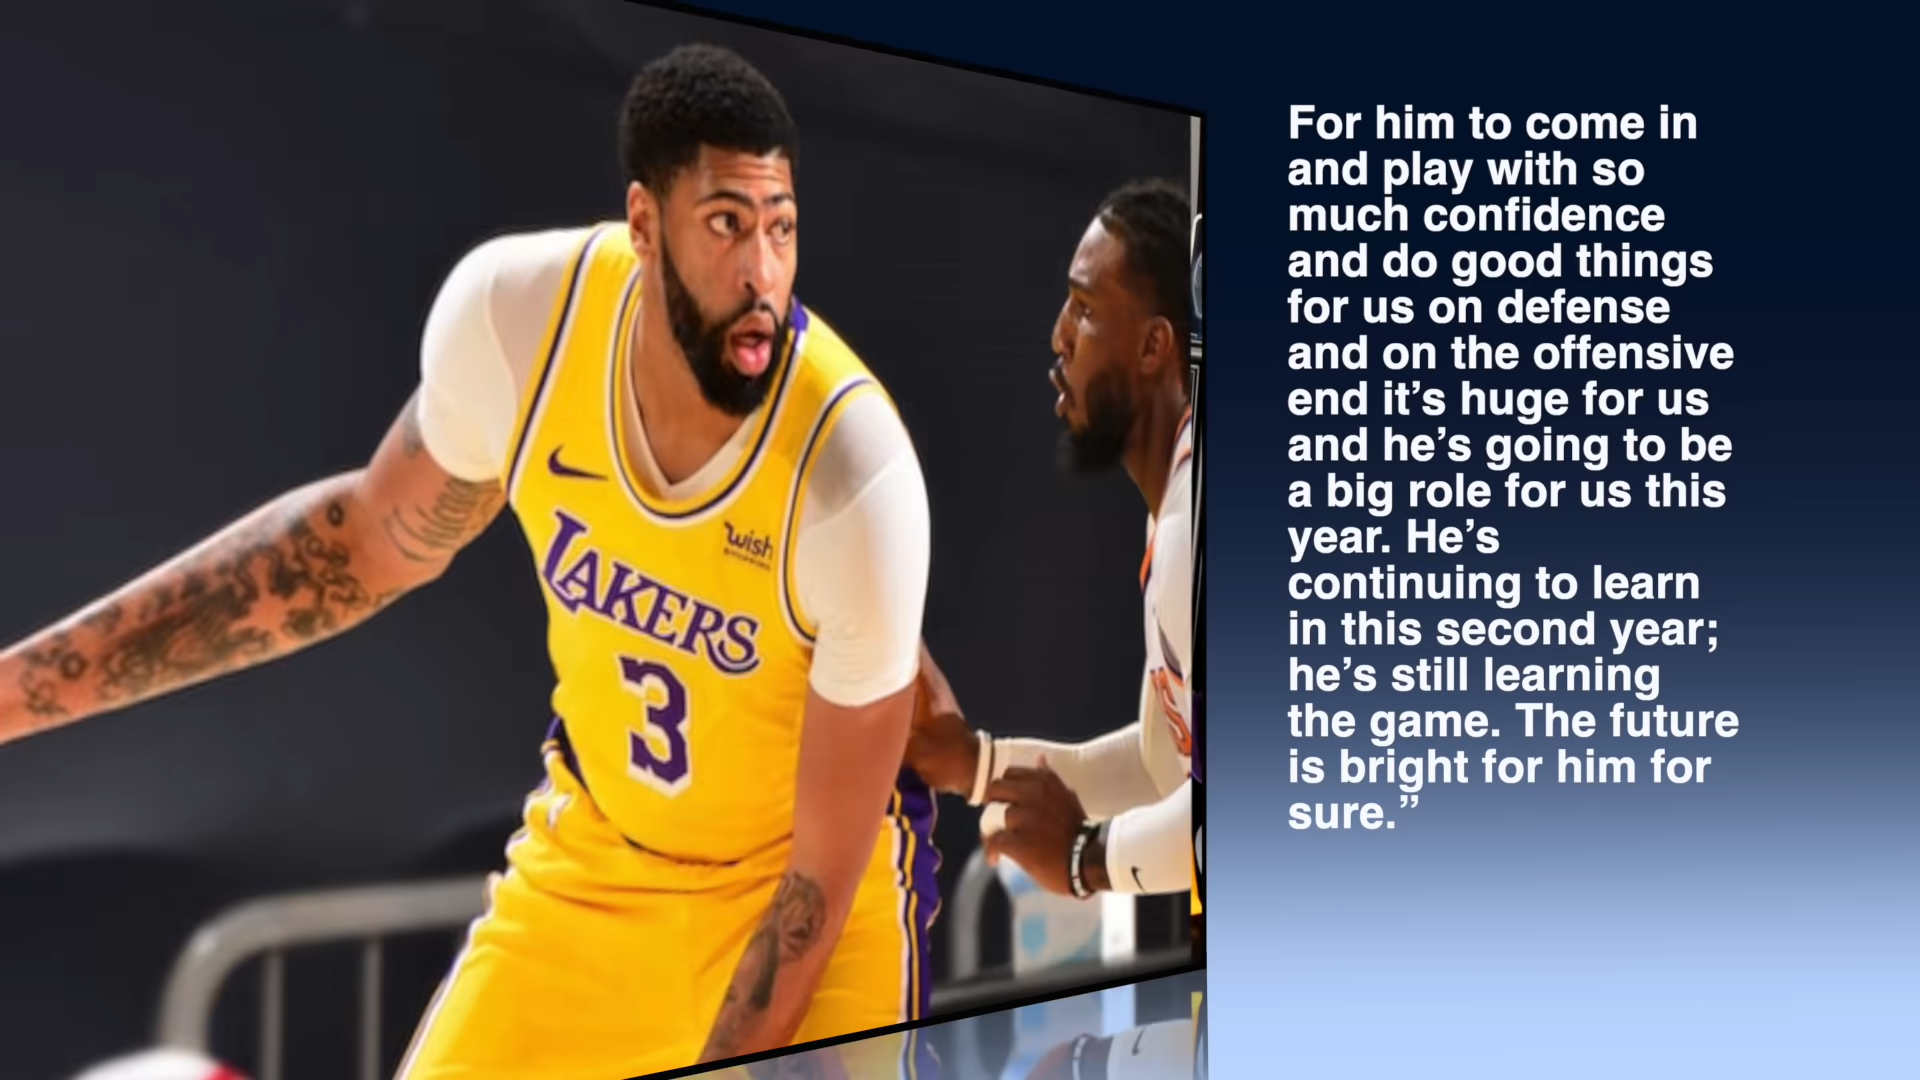 For him to come in
and play with so
much confidence
and do good things
for us on defense
and on the offensive
end it’s huge for us
and he’s going to be
a big role for us this
year. He’s
continuing to learn
in this second year;
he’s still learning
the game. The future
is bright for him for
sure.”
wish
LAKERS
3